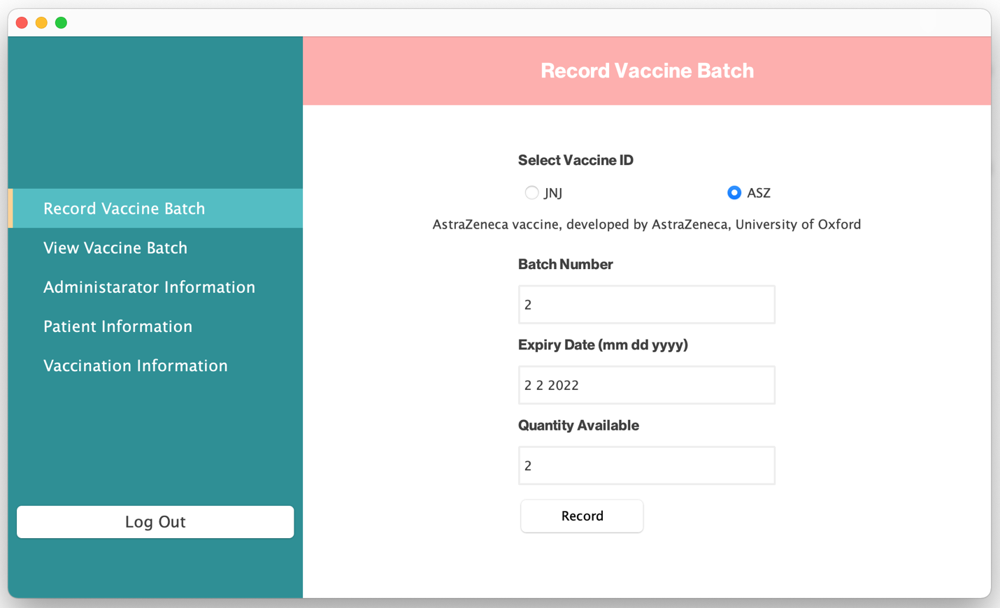 Record Vaccine Batch
View Vaccine Batch
Administarator Information
Patient Information
Vaccination Information
Log Out
Record Vaccine Batch
Select Vaccine ID
JNJ ASZ
AstraZeneca vaccine, developed by AstraZeneca, University of Oxford
Batch Number
2
Expiry Date (mm dd yyyy)
2 2 2022
Quantity Available
2
Record